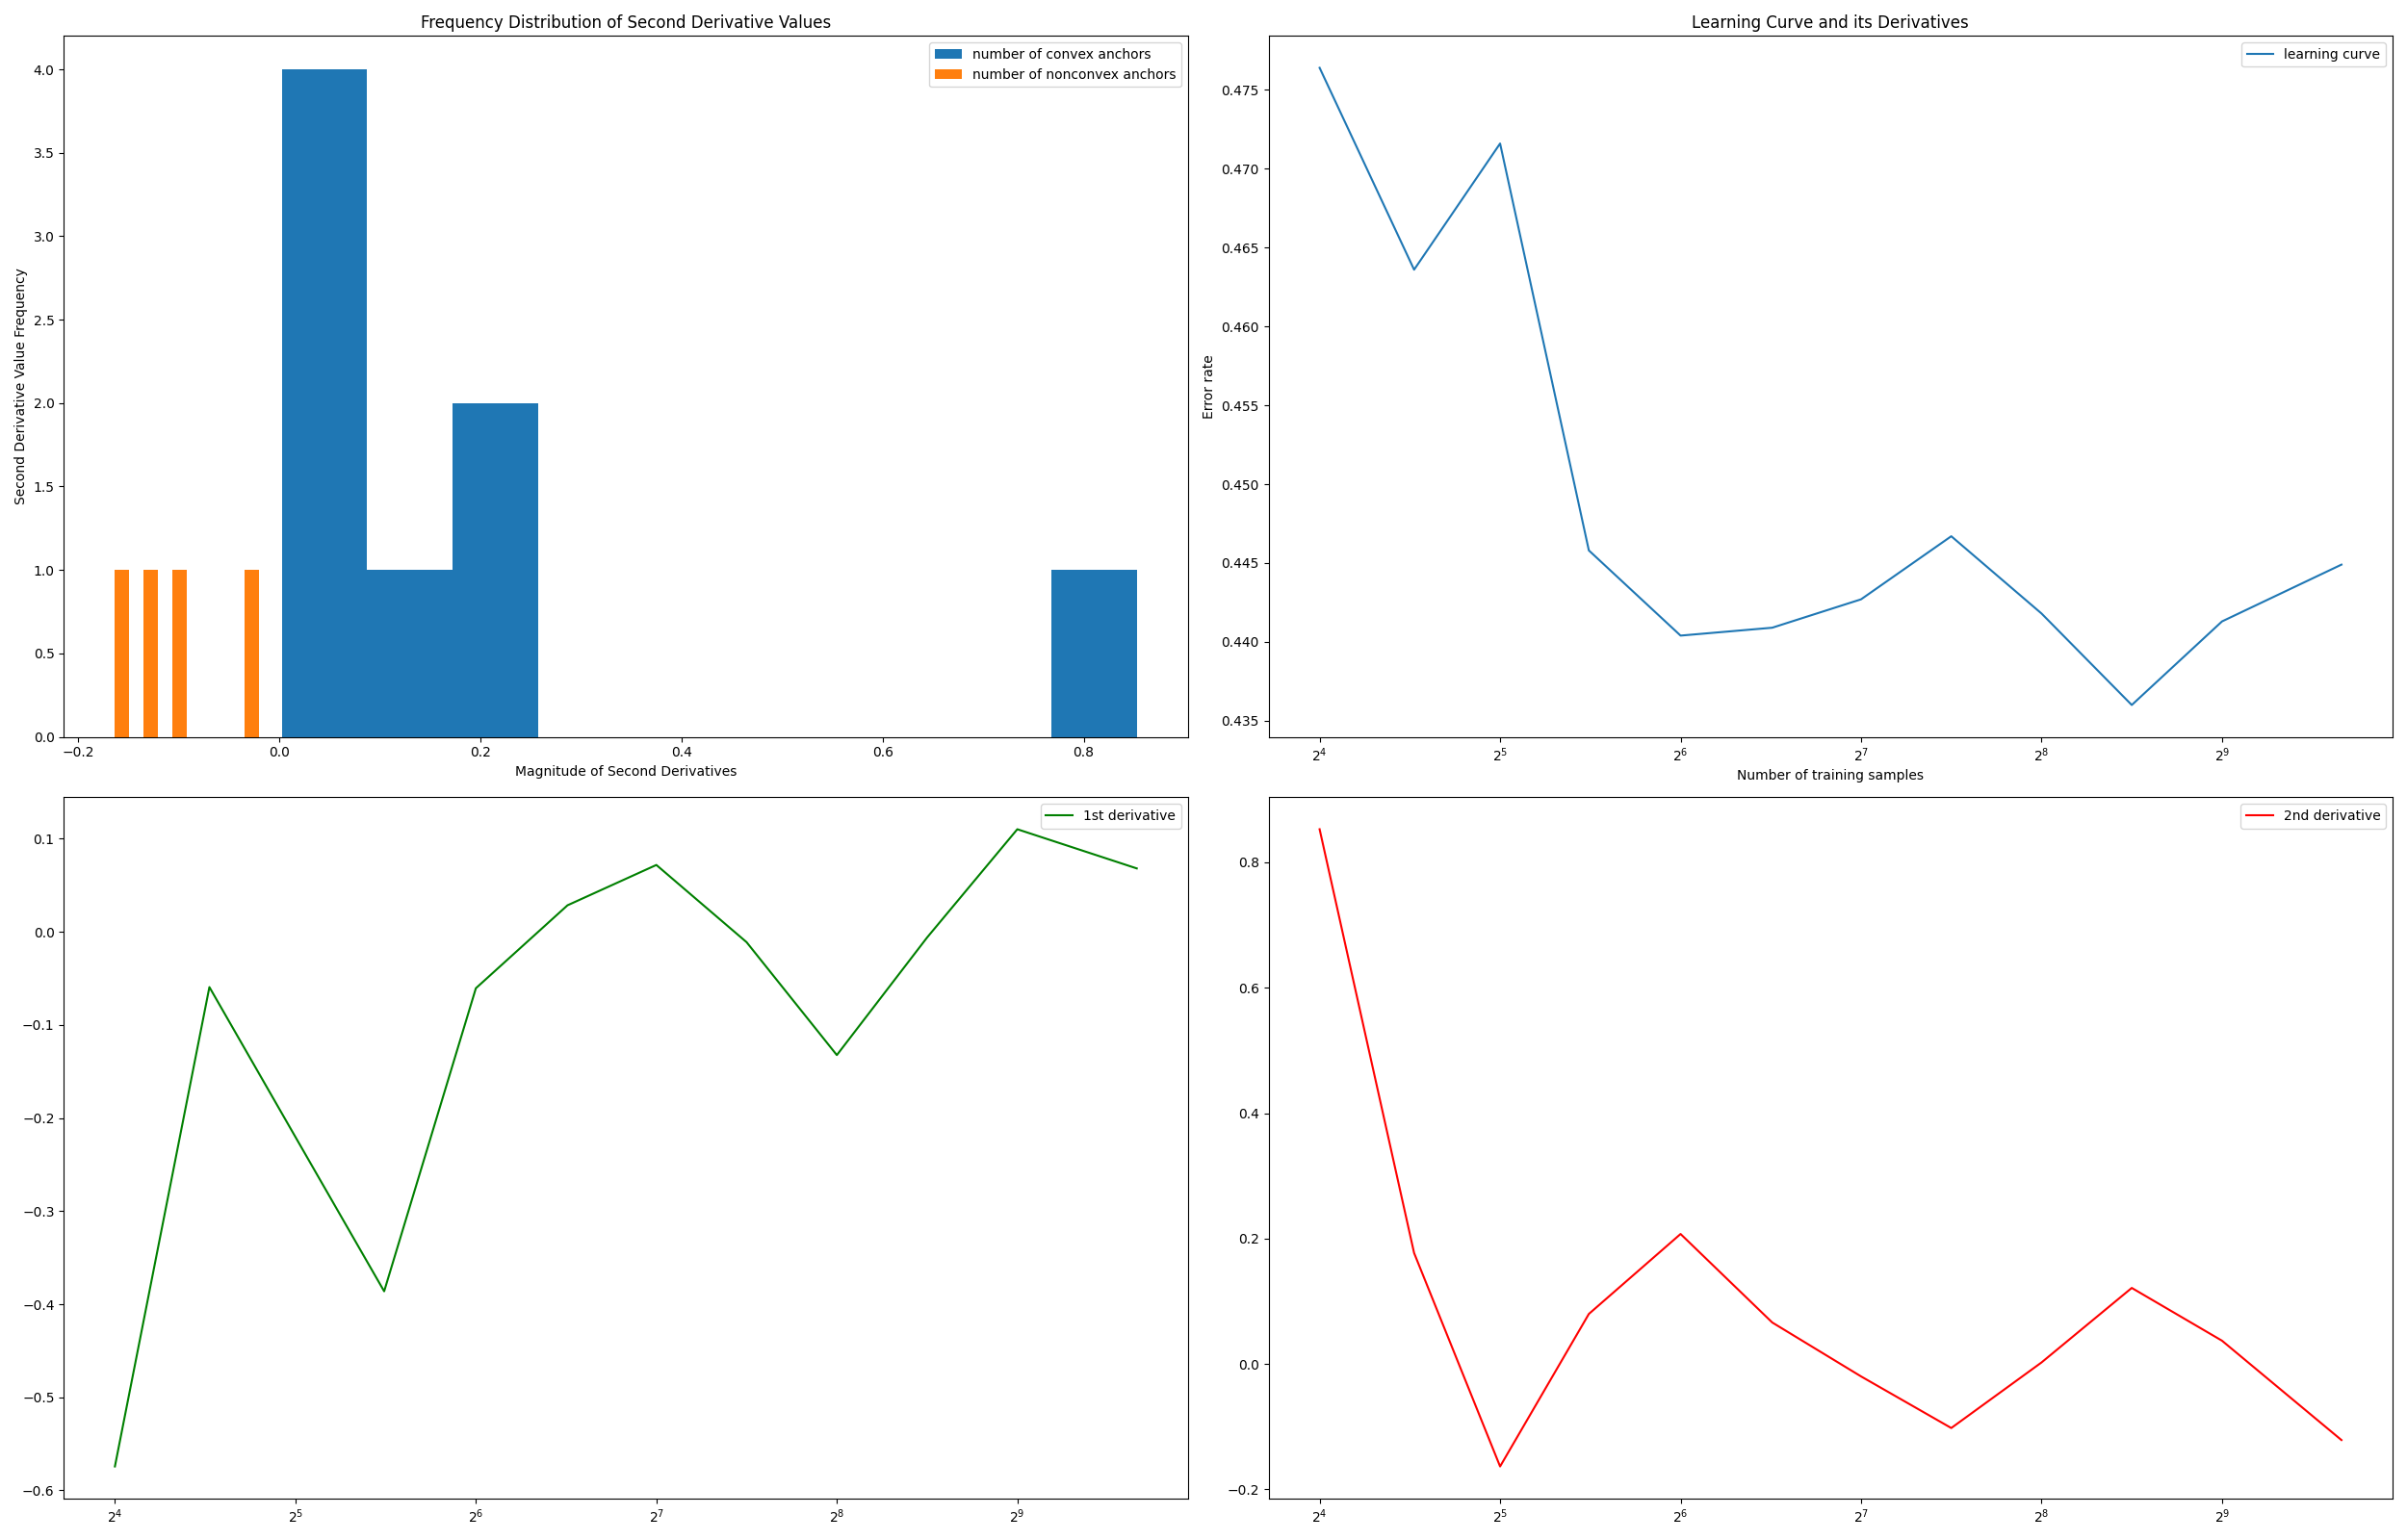 Frequency Distribution of Second Derivative Values
number of convex anchors
number of nonconvex anchors
Second Derivative Value Frequency
4.0
3.5
3.0
2.5
2.0
1.5
1.0
0.5
0.0
−0.2 0.0 0.2 0.4 0.6 0.8
Magnitude of Second Derivatives
Learning Curve and its Derivatives
learning curve
Error rate
0.475
0.470
0.465
0.460
0.455
0.450
0.445
0.440
0.435
2⁴ 2⁵ 2⁶ 2⁷ 2⁸ 2⁹
Number of training samples
1st derivative
0.1
0.0
−0.1
−0.2
−0.3
−0.4
−0.5
−0.6
2⁴ 2⁵ 2⁶ 2⁷ 2⁸ 2⁹
2nd derivative
0.8
0.6
0.4
0.2
0.0
−0.2
2⁴ 2⁵ 2⁶ 2⁷ 2⁸ 2⁹